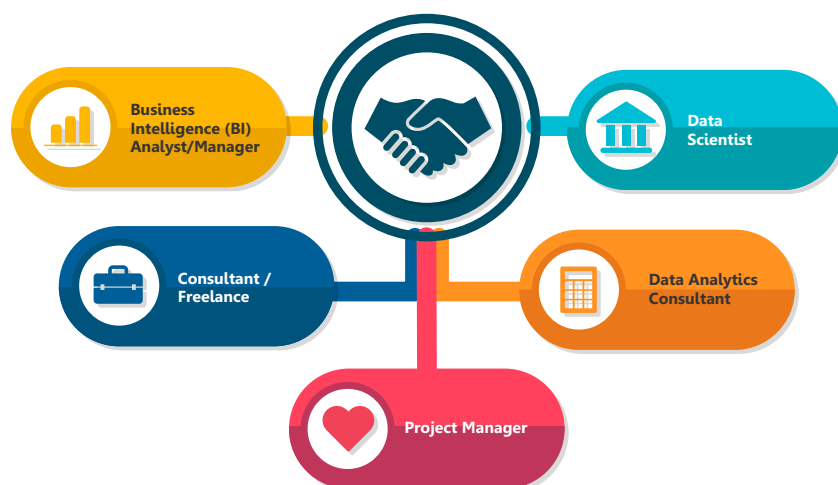 Business
Intelligence (BI)
Analyst/Manager
Data
Scientist
Consultant /
Freelance
Data Analytics
Consultant
Project Manager